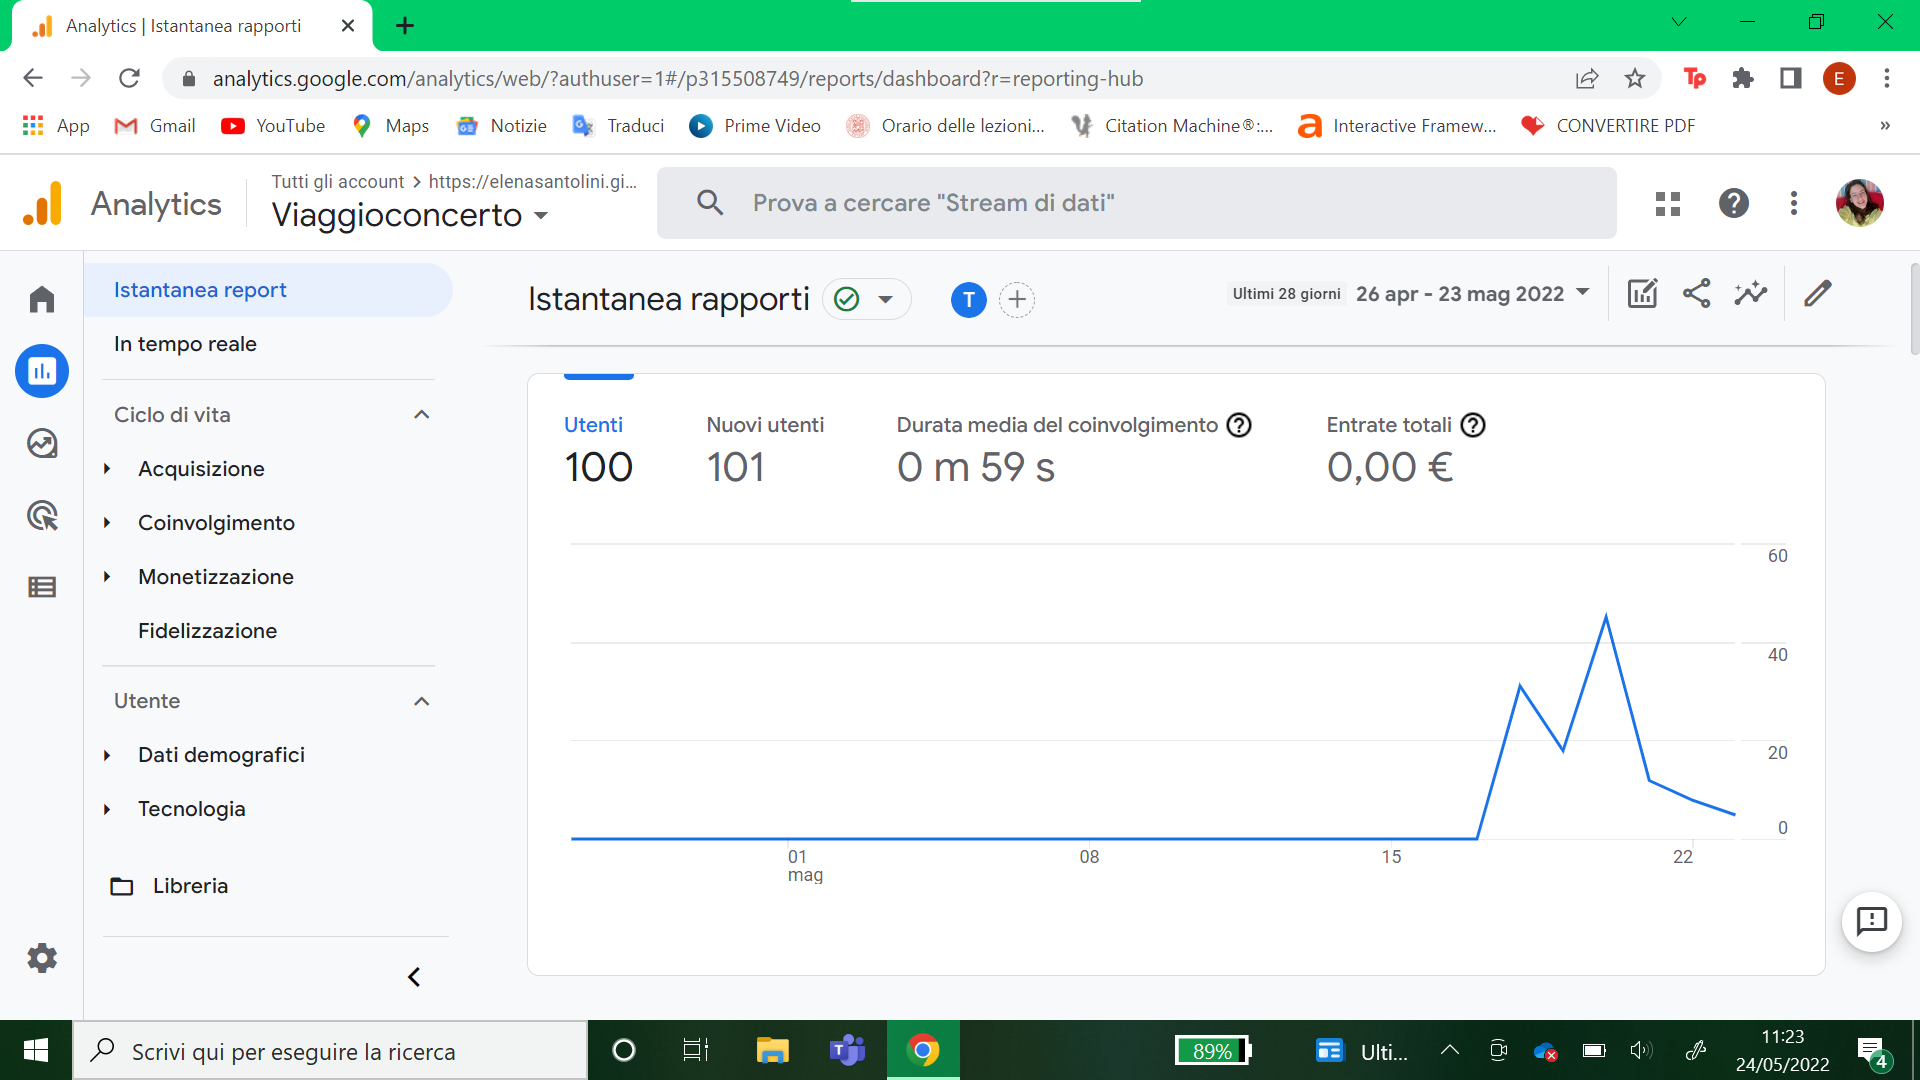 Analytics | Istantanea rapporti
analytics.google.com/analytics/web/?authuser=1#/p315508749/reports/dashboard?r=reporting-hub
Tp
E
App Gmail YouTube Maps Notizie Traduci Prime Video Orario delle lezioni... Citation Machine®:... Interactive Framew... CONVERTIRE PDF »
Analytics
Tutti gli account > https://elenasantolini.gi...
Viaggioconcerto
Prova a cercare "Stream di dati"
Istantanea report
In tempo reale
Ciclo di vita
Acquisizione
Coinvolgimento
Monetizzazione
Fidelizzazione
Utente
Dati demografici
Tecnologia
Libreria
Istantanea rapporti
T
Ultimi 28 giorni 26 apr - 23 mag 2022
Utenti
100
Nuovi utenti
101
Durata media del coinvolgimento
0 m 59 s
Entrate totali
0,00 €
60
40
20
0
01
mag
08
15
22
Scrivi qui per eseguire la ricerca
89%
Ulti...
11:23
24/05/2022
4